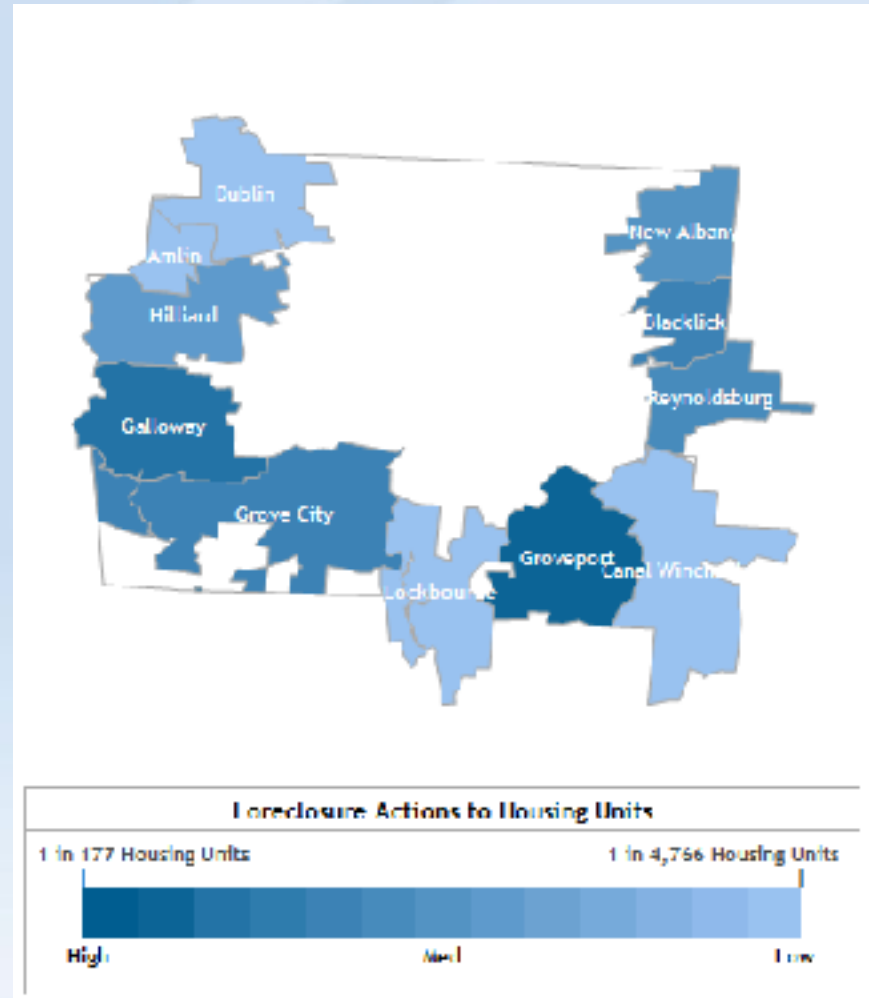 Dublin
New Albany
Amlin
Hilliard
Blacklick
Reynoldsburg
Galloway
Grove City
Groveport
Canal Winch
Lockbourne
Foreclosure Actions to Housing Units
1 in 177 Housing Units 1 in 4,766 Housing Units
High Med Low